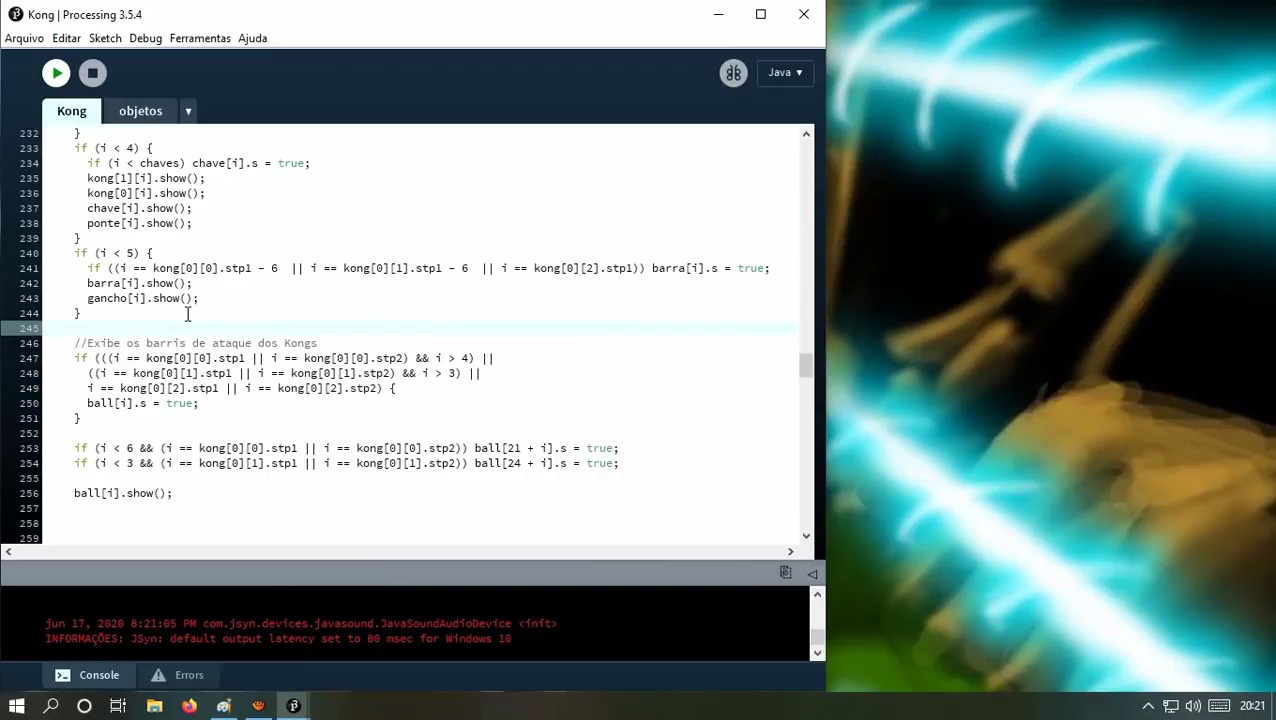 Kong | Processing 3.5.4
Arquivo Editar Sketch Debug Ferramentas Ajuda
Java ▾
Kong objetos ▾
232 }
233 if (i < 4) {
234 if (i < chaves) chave[i].s = true;
235 kong[1][i].show();
236 kong[0][i].show();
237 chave[i].show();
238 ponte[i].show();
239 }
240 if (i < 5) {
241 if ((i == kong[0][0].stp1 - 6 || i == kong[0][1].stp1 - 6 || i == kong[0][2].stp1)) barra[i].s = true;
242 barra[i].show();
243 gancho[i].show();
244 }
245
246 //Exibe os barris de ataque dos Kongs
247 if (((i == kong[0][0].stp1 || i == kong[0][0].stp2) && i > 4) ||
248 ((i == kong[0][1].stp1 || i == kong[0][1].stp2) && i > 3) ||
249 i == kong[0][2].stp1 || i == kong[0][2].stp2) {
250 ball[i].s = true;
251 }
252
253 if (i < 6 && (i == kong[0][0].stp1 || i == kong[0][0].stp2)) ball[21 + i].s = true;
254 if (i < 3 && (i == kong[0][1].stp1 || i == kong[0][1].stp2)) ball[24 + i].s = true;
255
256 ball[i].show();
257
258
259
jun 17, 2020 8:21:05 PM com.jsyn.devices.javasound.JavaSoundAudioDevice <init>
INFORMAÇÕES: JSyn: default output latency set to 80 msec for Windows 10
Console Errors
20:21